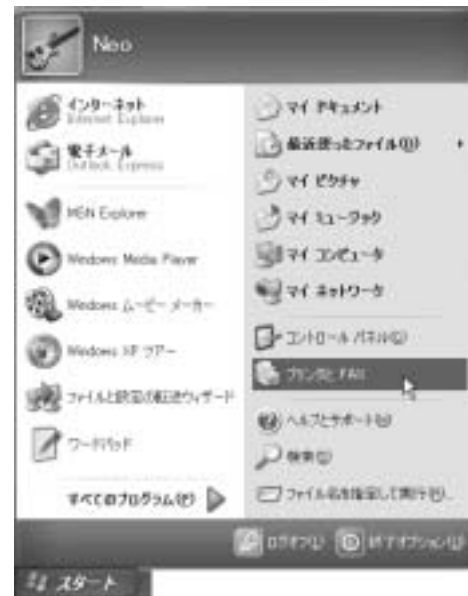 Neo
インターネット
Internet Explorer
電子メール
Outlook Express
MSN Explorer
Windows Media Player
Windows ムービー メーカー
Windows XP ツアー
ファイルと設定の転送ウィザード
ワードパッド
すべてのプログラム(P)
マイ ドキュメント
最近使ったファイル(D)
マイ ピクチャ
マイ ミュージック
マイ コンピュータ
マイ ネットワーク
コントロール パネル(C)
プリンタと FAX
ヘルプとサポート(H)
検索(S)
ファイル名を指定して実行(R)...
ログオフ(L)
終了オプション(U)
スタート